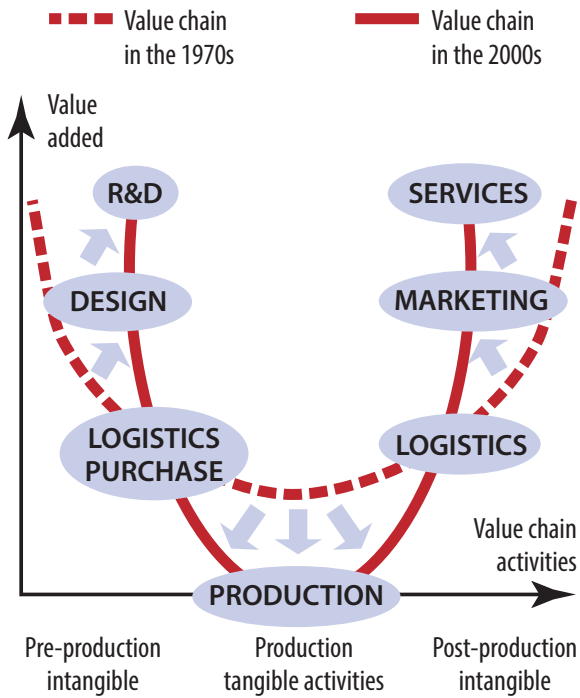 Value chain
in the 1970s
Value chain
in the 2000s
Value
added
R&D
SERVICES
DESIGN
MARKETING
LOGISTICS
PURCHASE
LOGISTICS
Value chain
activities
PRODUCTION
Pre-production
intangible
Production
tangible activities
Post-production
intangible